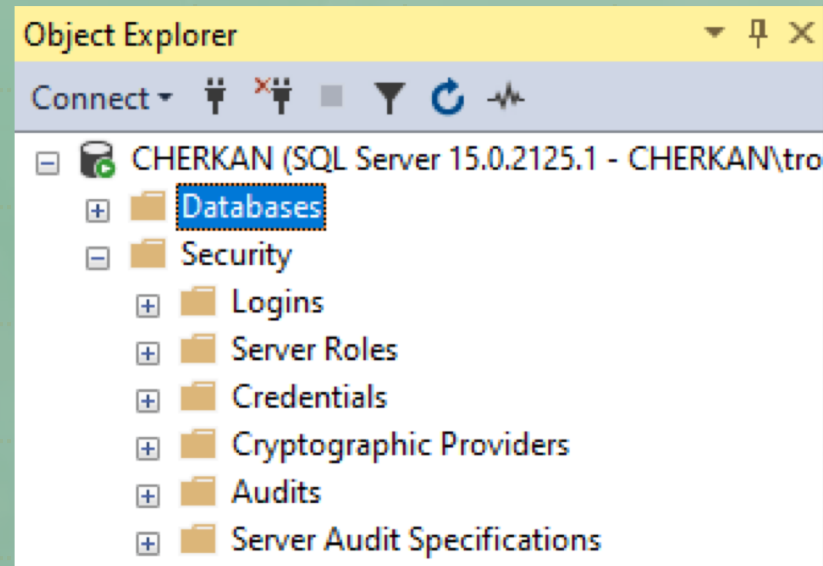 Object Explorer
Connect
CHERKAN (SQL Server 15.0.2125.1 - CHERKAN\tro
Databases
Security
Logins
Server Roles
Credentials
Cryptographic Providers
Audits
Server Audit Specifications